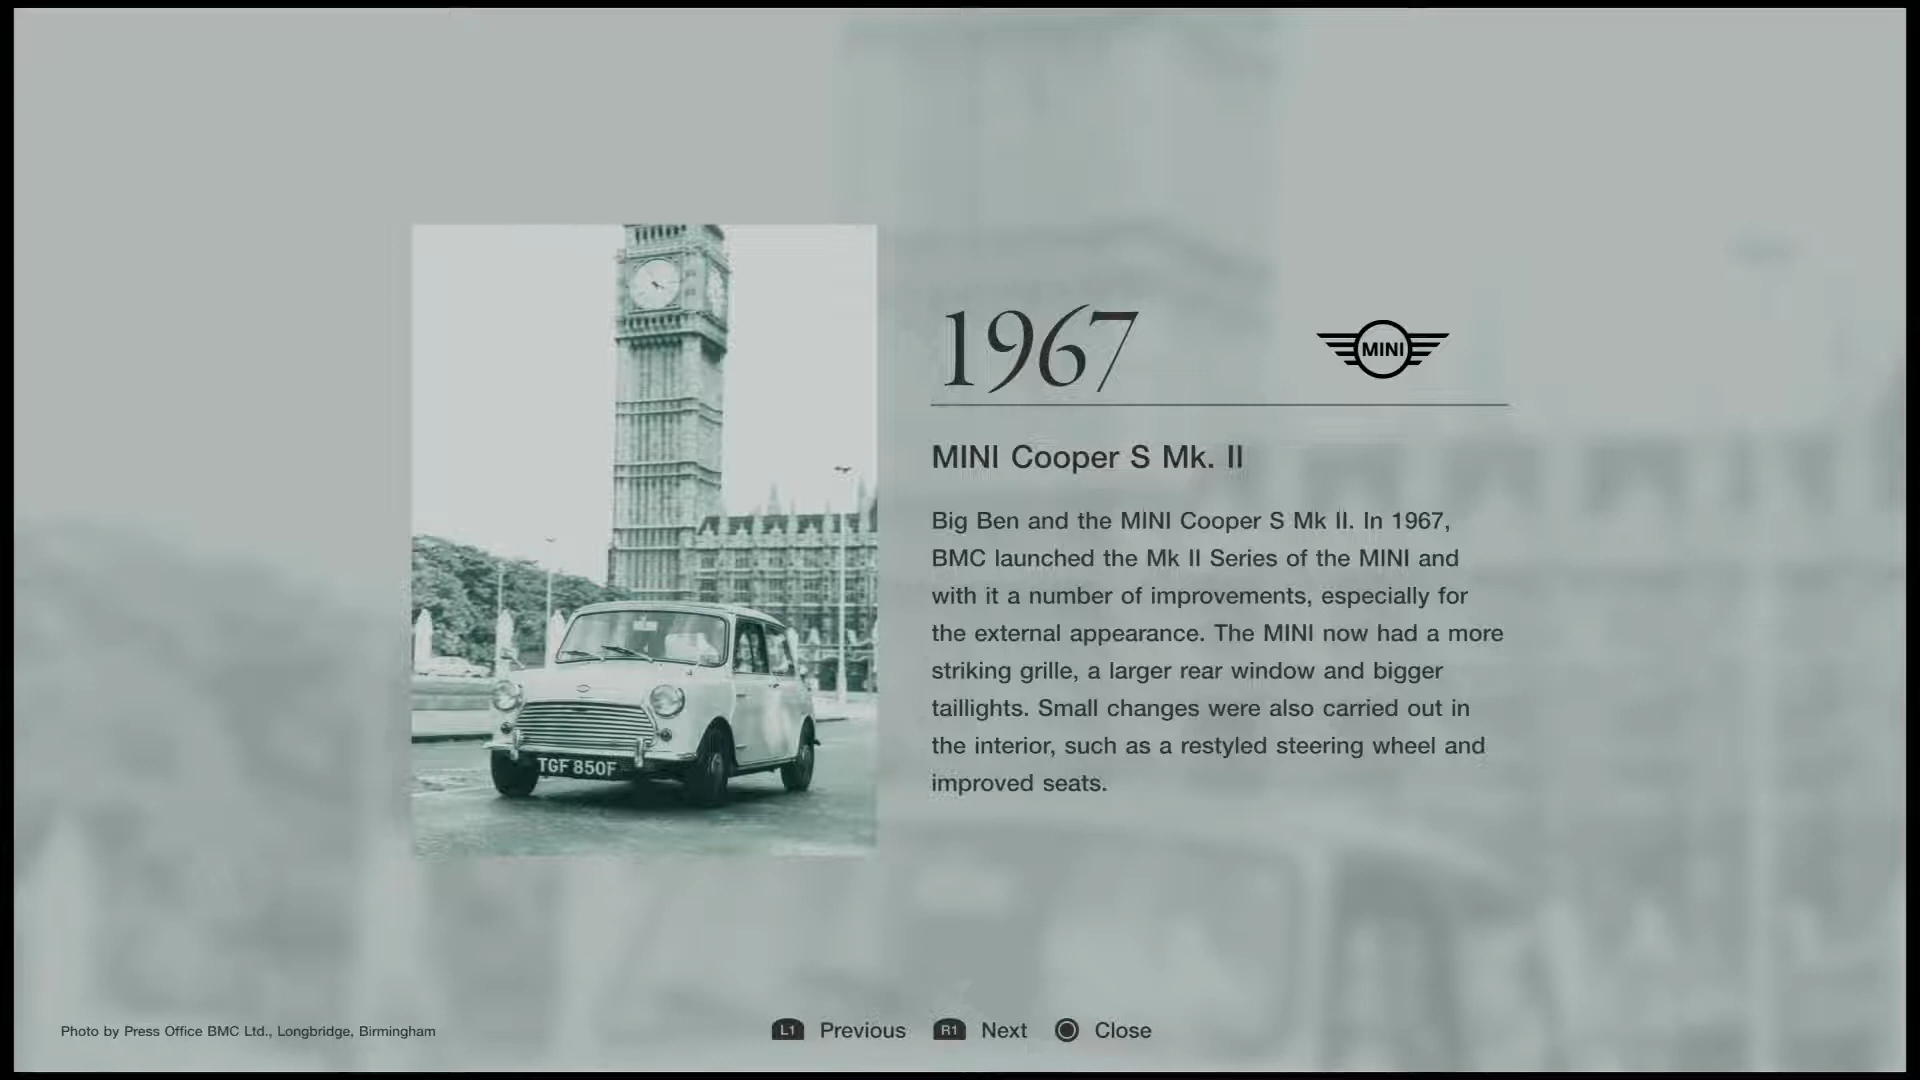 1967
MINI
MINI Cooper S Mk. II
Big Ben and the MINI Cooper S Mk II. In 1967,
BMC launched the Mk II Series of the MINI and
with it a number of improvements, especially for
the external appearance. The MINI now had a more
striking grille, a larger rear window and bigger
taillights. Small changes were also carried out in
the interior, such as a restyled steering wheel and
improved seats.
TGF 850F
Photo by Press Office BMC Ltd., Longbridge, Birmingham
L1 Previous R1 Next Close